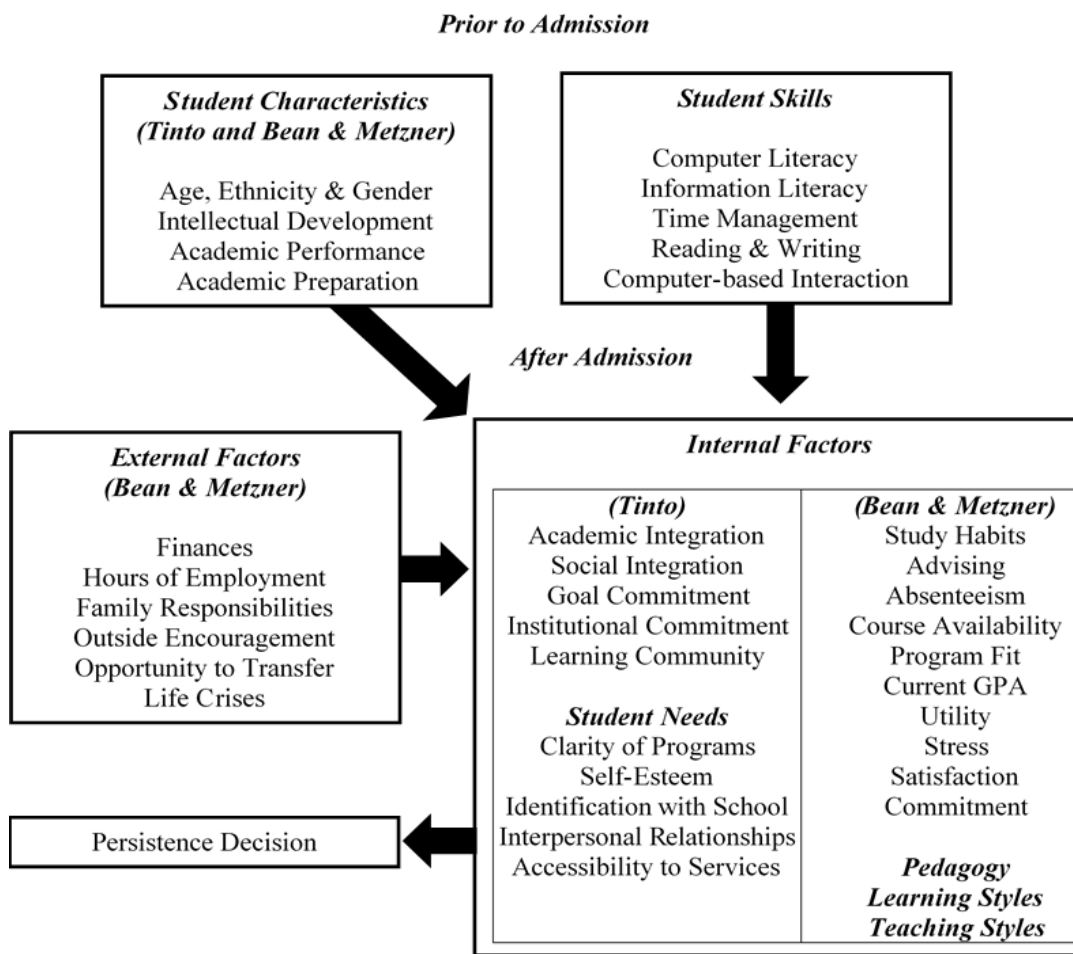 Prior to Admission
Student Characteristics
(Tinto and Bean & Metzner)
Age, Ethnicity & Gender
Intellectual Development
Academic Performance
Academic Preparation
Student Skills
Computer Literacy
Information Literacy
Time Management
Reading & Writing
Computer-based Interaction
After Admission
External Factors
(Bean & Metzner)
Finances
Hours of Employment
Family Responsibilities
Outside Encouragement
Opportunity to Transfer
Life Crises
Internal Factors
(Tinto)
Academic Integration
Social Integration
Goal Commitment
Institutional Commitment
Learning Community
Student Needs
Clarity of Programs
Self-Esteem
Identification with School
Interpersonal Relationships
Accessibility to Services
(Bean & Metzner)
Study Habits
Advising
Absenteeism
Course Availability
Program Fit
Current GPA
Utility
Stress
Satisfaction
Commitment
Pedagogy
Learning Styles
Teaching Styles
Persistence Decision